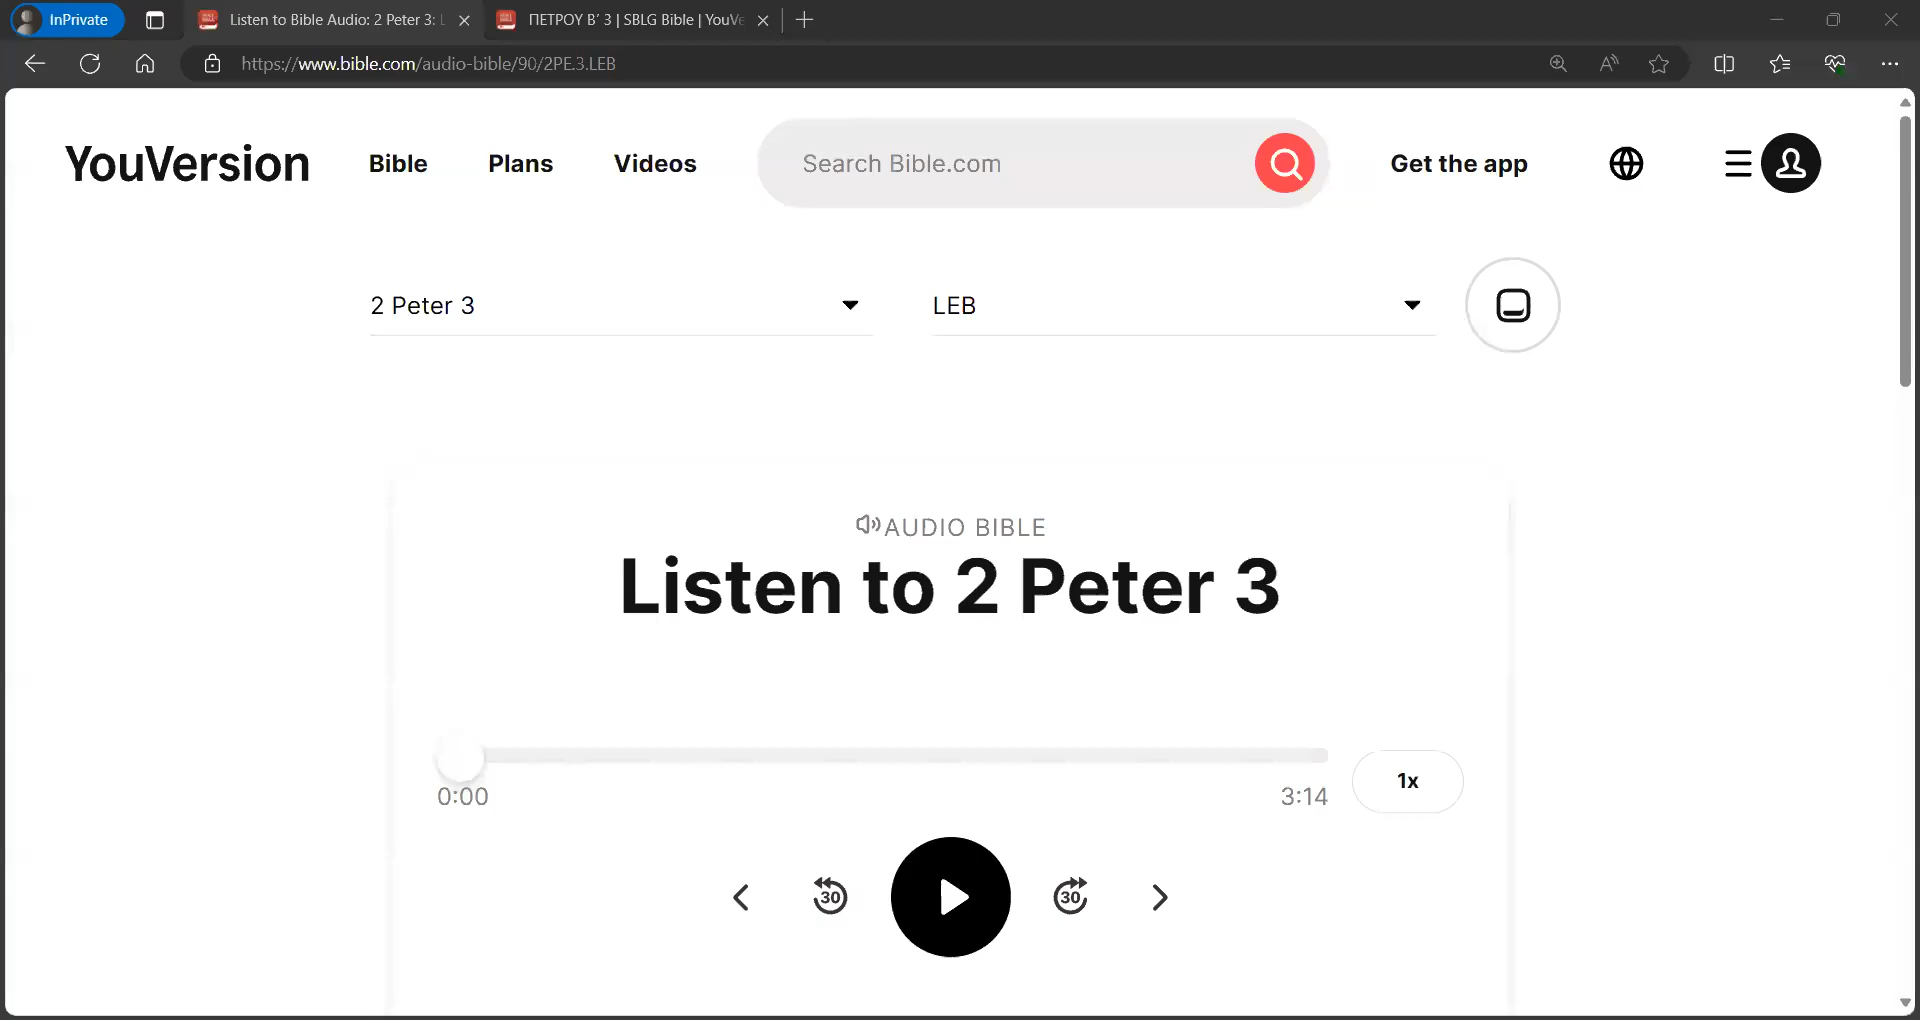 InPrivate
Listen to Bible Audio: 2 Peter 3:
ΠΕΤΡΟΥ Β΄ 3 | SBLG Bible | YouVe
https://www.bible.com/audio-bible/90/2PE.3.LEB
YouVersion Bible Plans Videos Search Bible.com Get the app
2 Peter 3 LEB
AUDIO BIBLE
Listen to 2 Peter 3
0:00 3:14 1x
30 30